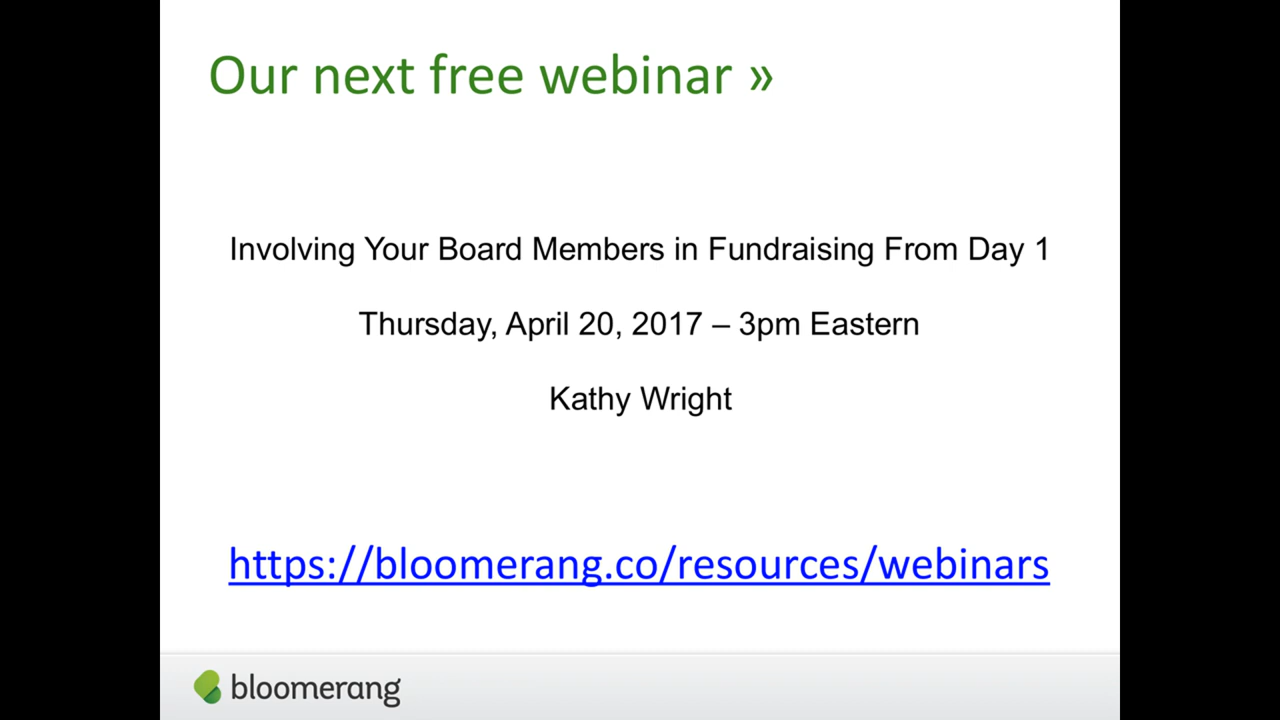 Our next free webinar »
Involving Your Board Members in Fundraising From Day 1
Thursday, April 20, 2017 – 3pm Eastern
Kathy Wright
https://bloomerang.co/resources/webinars
bloomerang